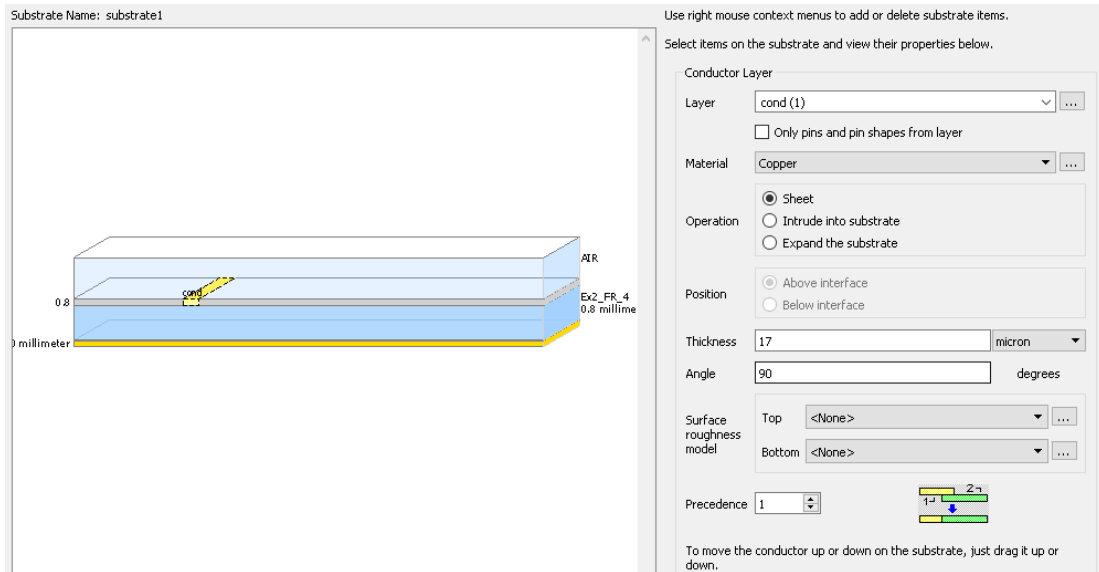 Substrate Name: substrate1
Use right mouse context menus to add or delete substrate items.
Select items on the substrate and view their properties below.
Conductor Layer
Layer cond (1) ...
Only pins and pin shapes from layer
Material Copper ...
Operation
Sheet
Intrude into substrate
Expand the substrate
Position
Above interface
Below interface
Thickness 17 micron
Angle 90 degrees
Surface roughness model
Top <None> ...
Bottom <None> ...
Precedence 1
1 2
To move the conductor up or down on the substrate, just drag it up or
down.
AIR
cond
0.8
Ex2_FR_4
0.8 millime
millimeter